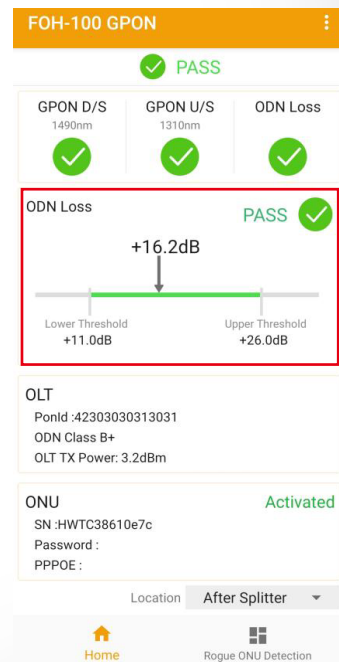 FOH-100 GPON
PASS
GPON D/S GPON U/S ODN Loss
1490nm 1310nm
ODN Loss PASS
+16.2dB
Lower Threshold Upper Threshold
+11.0dB +26.0dB
OLT
PonId :42303030313031
ODN Class B+
OLT TX Power: 3.2dBm
ONU Activated
SN :HWTC38610e7c
Password :
PPPOE :
Location After Splitter
Home Rogue ONU Detection